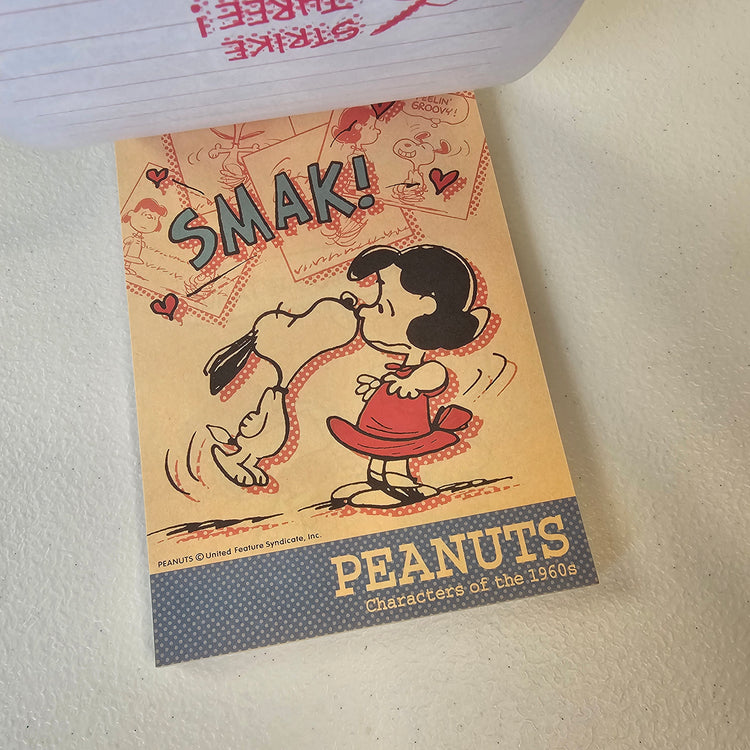 STRIKE
THREE!
FEELIN'
GROOVY!
SMAK!
PEANUTS © United Feature Syndicate, Inc.
PEANUTS
Characters of the 1960s